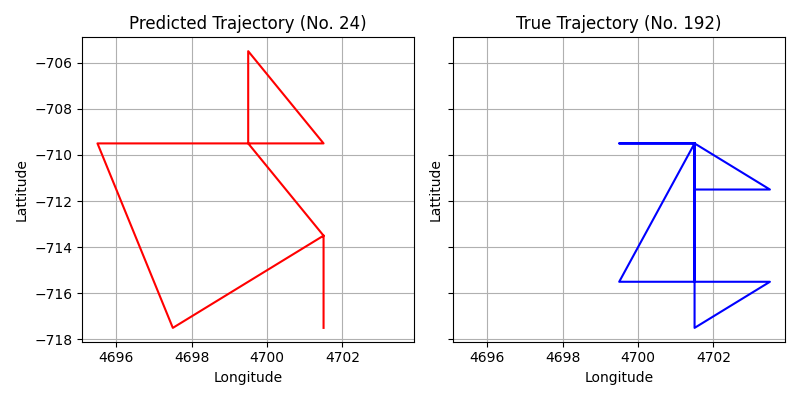 Predicted Trajectory (No. 24)
True Trajectory (No. 192)
−706
−708
−710
−712
−714
−716
−718
Lattitude
Lattitude
4696 4698 4700 4702
4696 4698 4700 4702
Longitude
Longitude